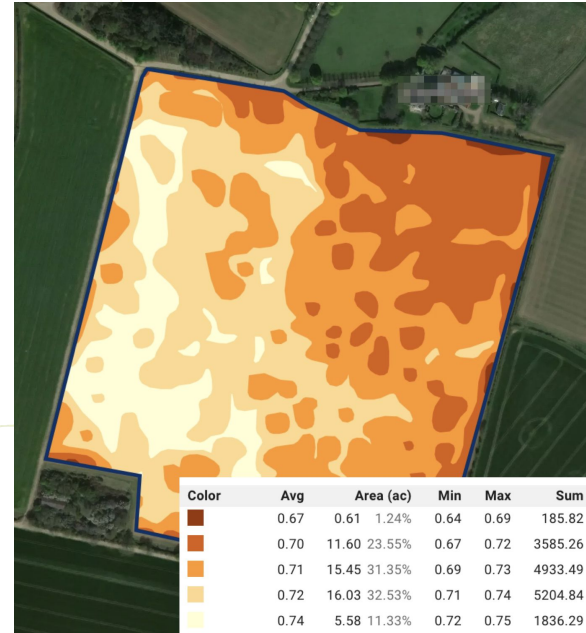 Color Avg Area (ac) Min Max Sum
0.67 0.61 1.24% 0.64 0.69 185.82
0.70 11.60 23.55% 0.67 0.72 3585.26
0.71 15.45 31.35% 0.69 0.73 4933.49
0.72 16.03 32.53% 0.71 0.74 5204.84
0.74 5.58 11.33% 0.72 0.75 1836.29